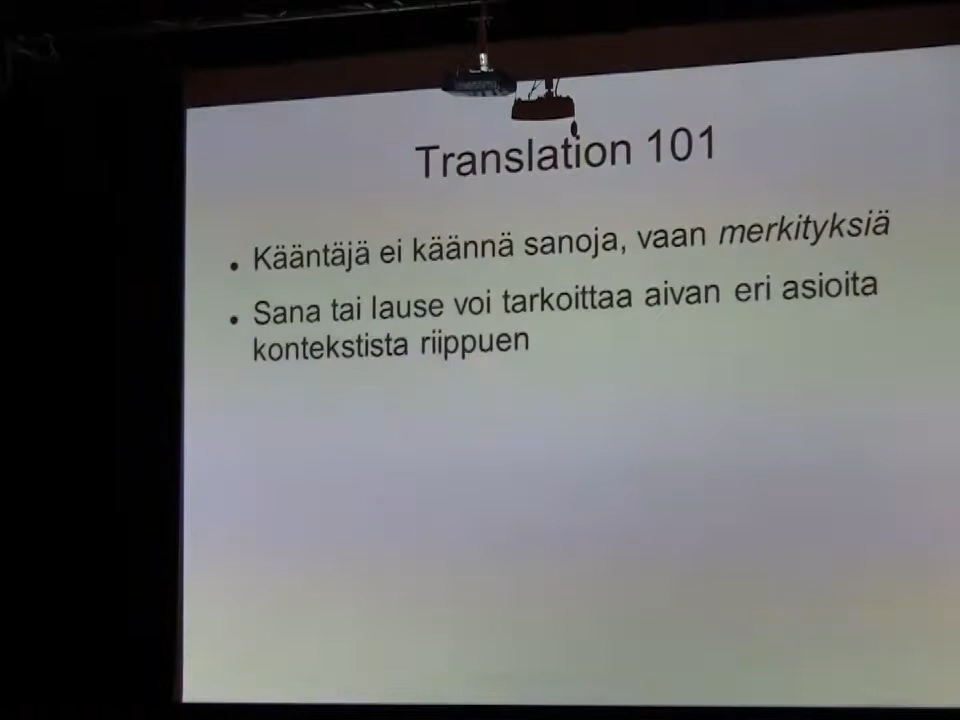 Translation 101
• Kääntäjä ei käännä sanoja, vaan merkityksiä
• Sana tai lause voi tarkoittaa aivan eri asioita
kontekstista riippuen